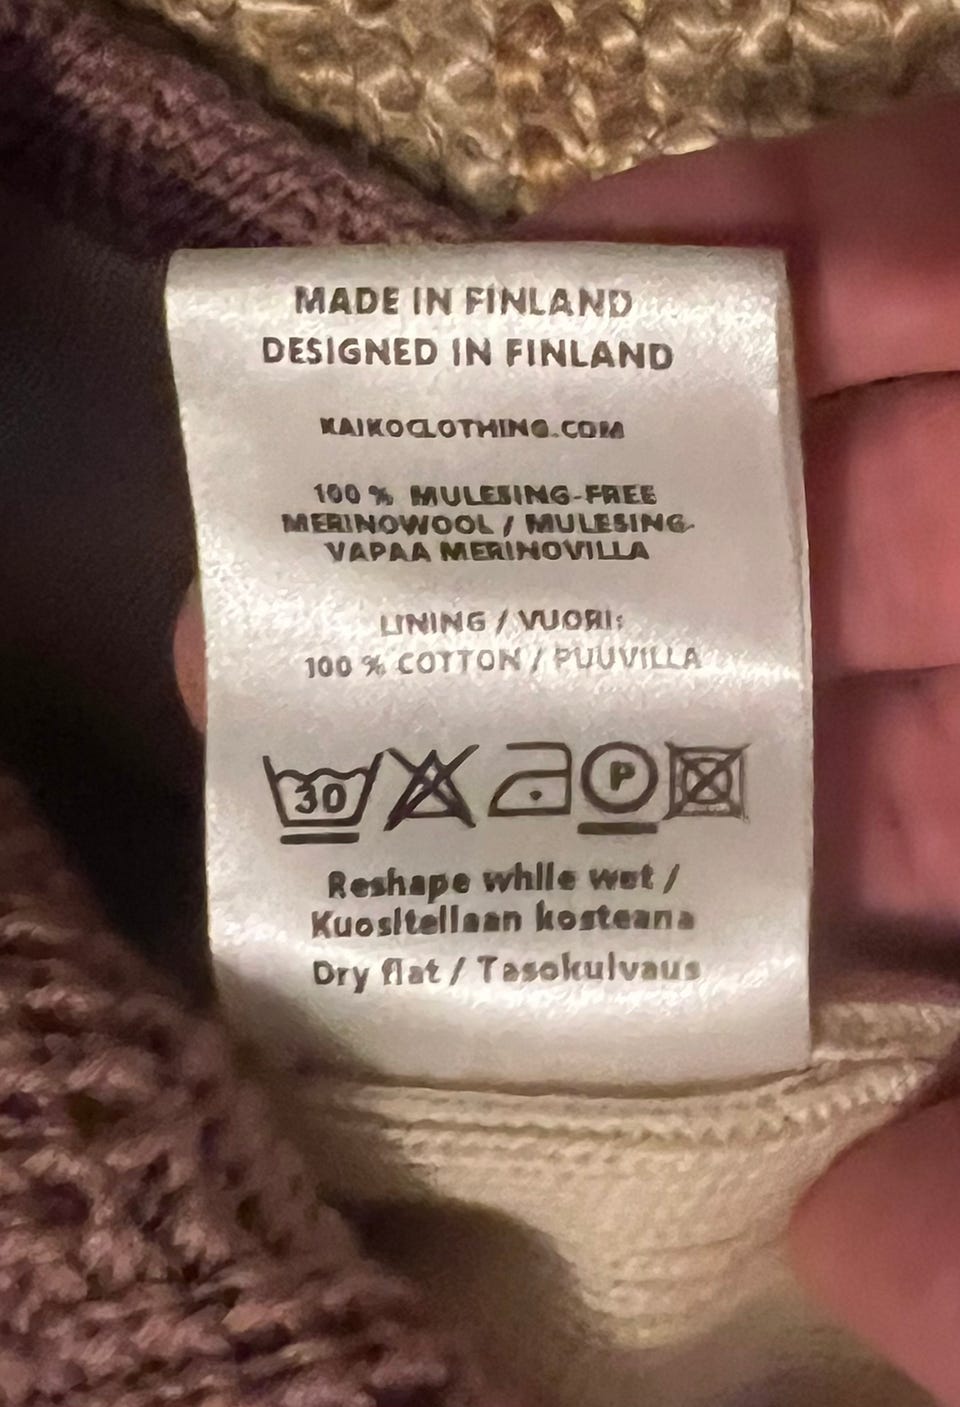 MADE IN FINLAND
DESIGNED IN FINLAND
KAIKOCLOTHING.COM
100 % MULESING-FREE
MERINOWOOL / MULESING-
VAPAA MERINOVILLA
LINING / VUORI:
100 % COTTON / PUUVILLA
30 P
Reshape while wet /
Kuositellaan kosteana
Dry flat / Tasokuivaus